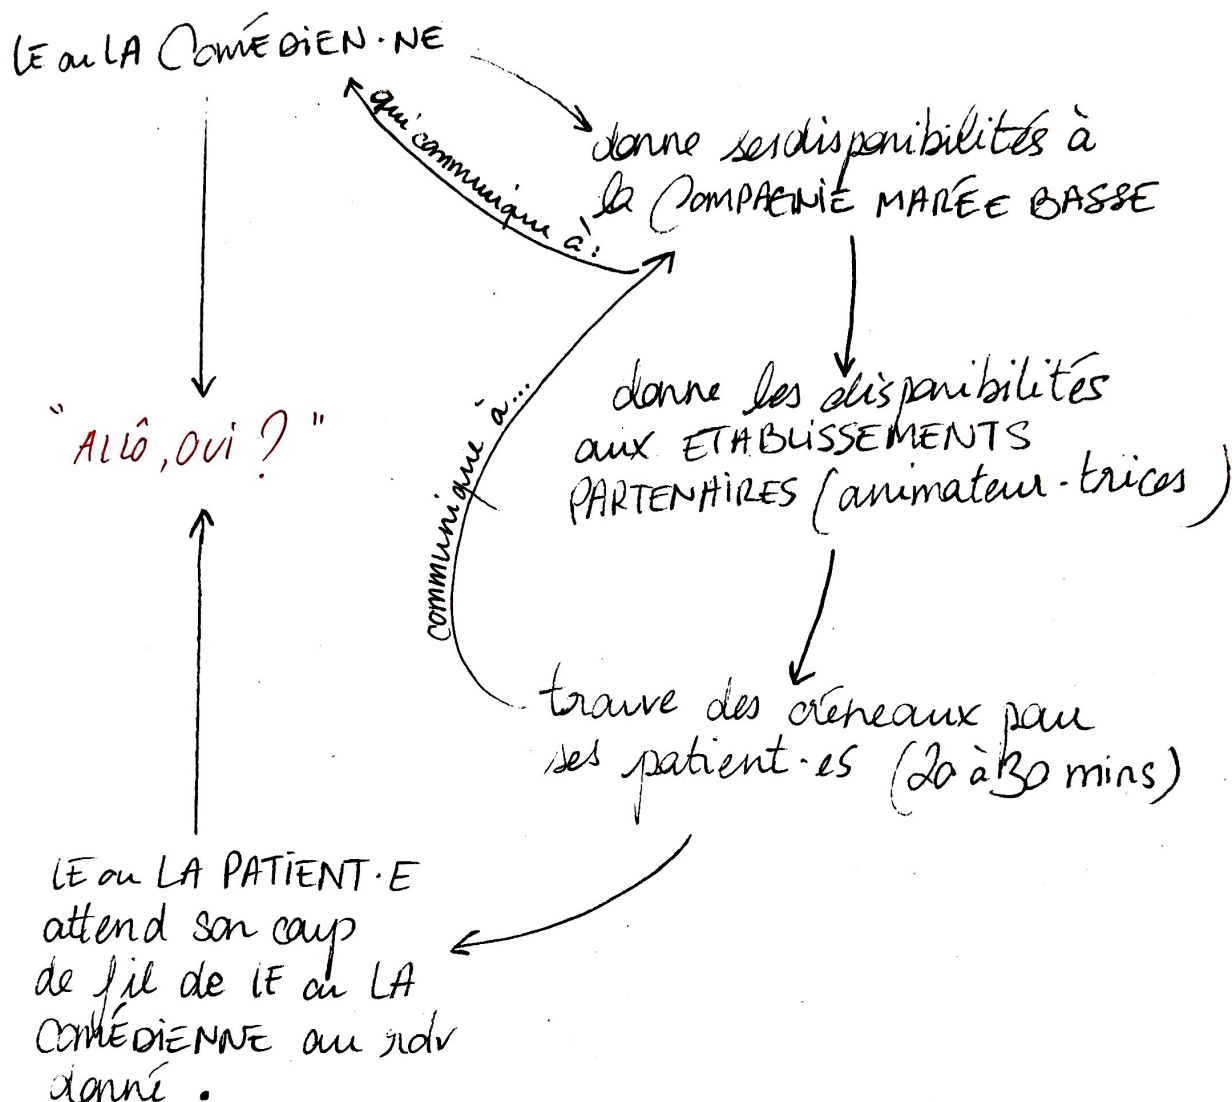 LE ou LA COMÉDIEN·NE
qui communique à :
donne ses disponibilités à
la COMPAGNIE MARÉE BASSE
donne les disponibilités
aux ETABLISSEMENTS
PARTENAIRES (animateur-trices)
communique à...
"ALLÔ, OUI ?"
trouve des créneaux pour
ses patient·es (20 à 30 mins)
LE ou LA PATIENT·E
attend son coup
de fil de LE ou LA
COMÉDIENNE au rdv
donné.